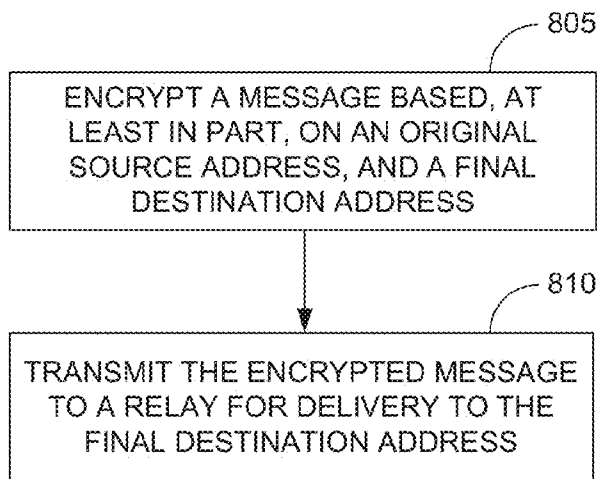 805
ENCRYPT A MESSAGE BASED, AT
LEAST IN PART, ON AN ORIGINAL
SOURCE ADDRESS, AND A FINAL
DESTINATION ADDRESS
810
TRANSMIT THE ENCRYPTED MESSAGE
TO A RELAY FOR DELIVERY TO THE
FINAL DESTINATION ADDRESS